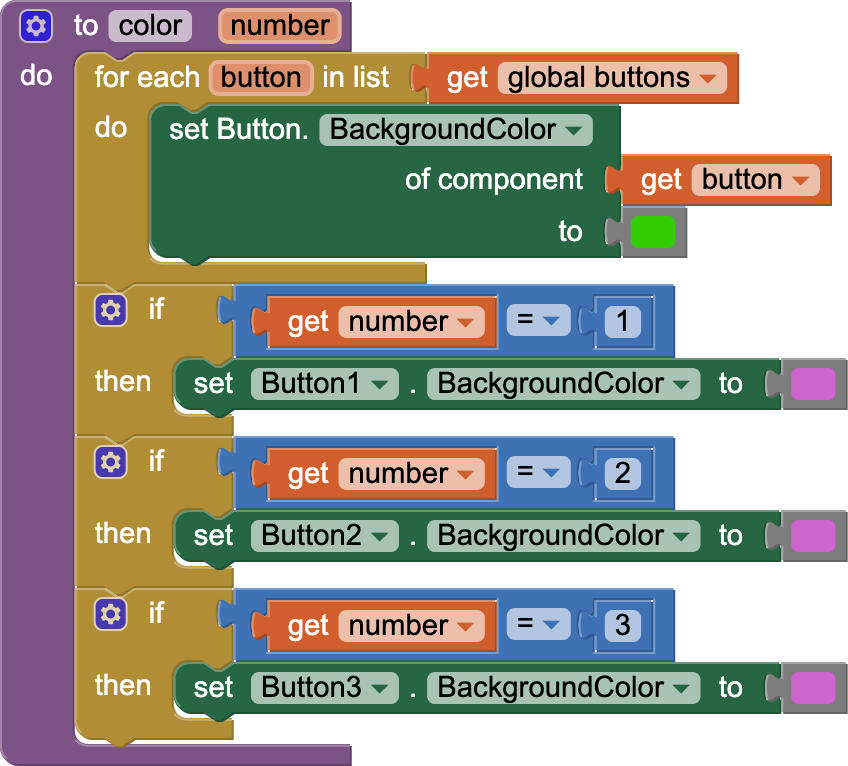 to color number
do for each button in list get global buttons
do set Button. BackgroundColor
of component get button
to
if get number = 1
then set Button1 . BackgroundColor to
if get number = 2
then set Button2 . BackgroundColor to
if get number = 3
then set Button3 . BackgroundColor to